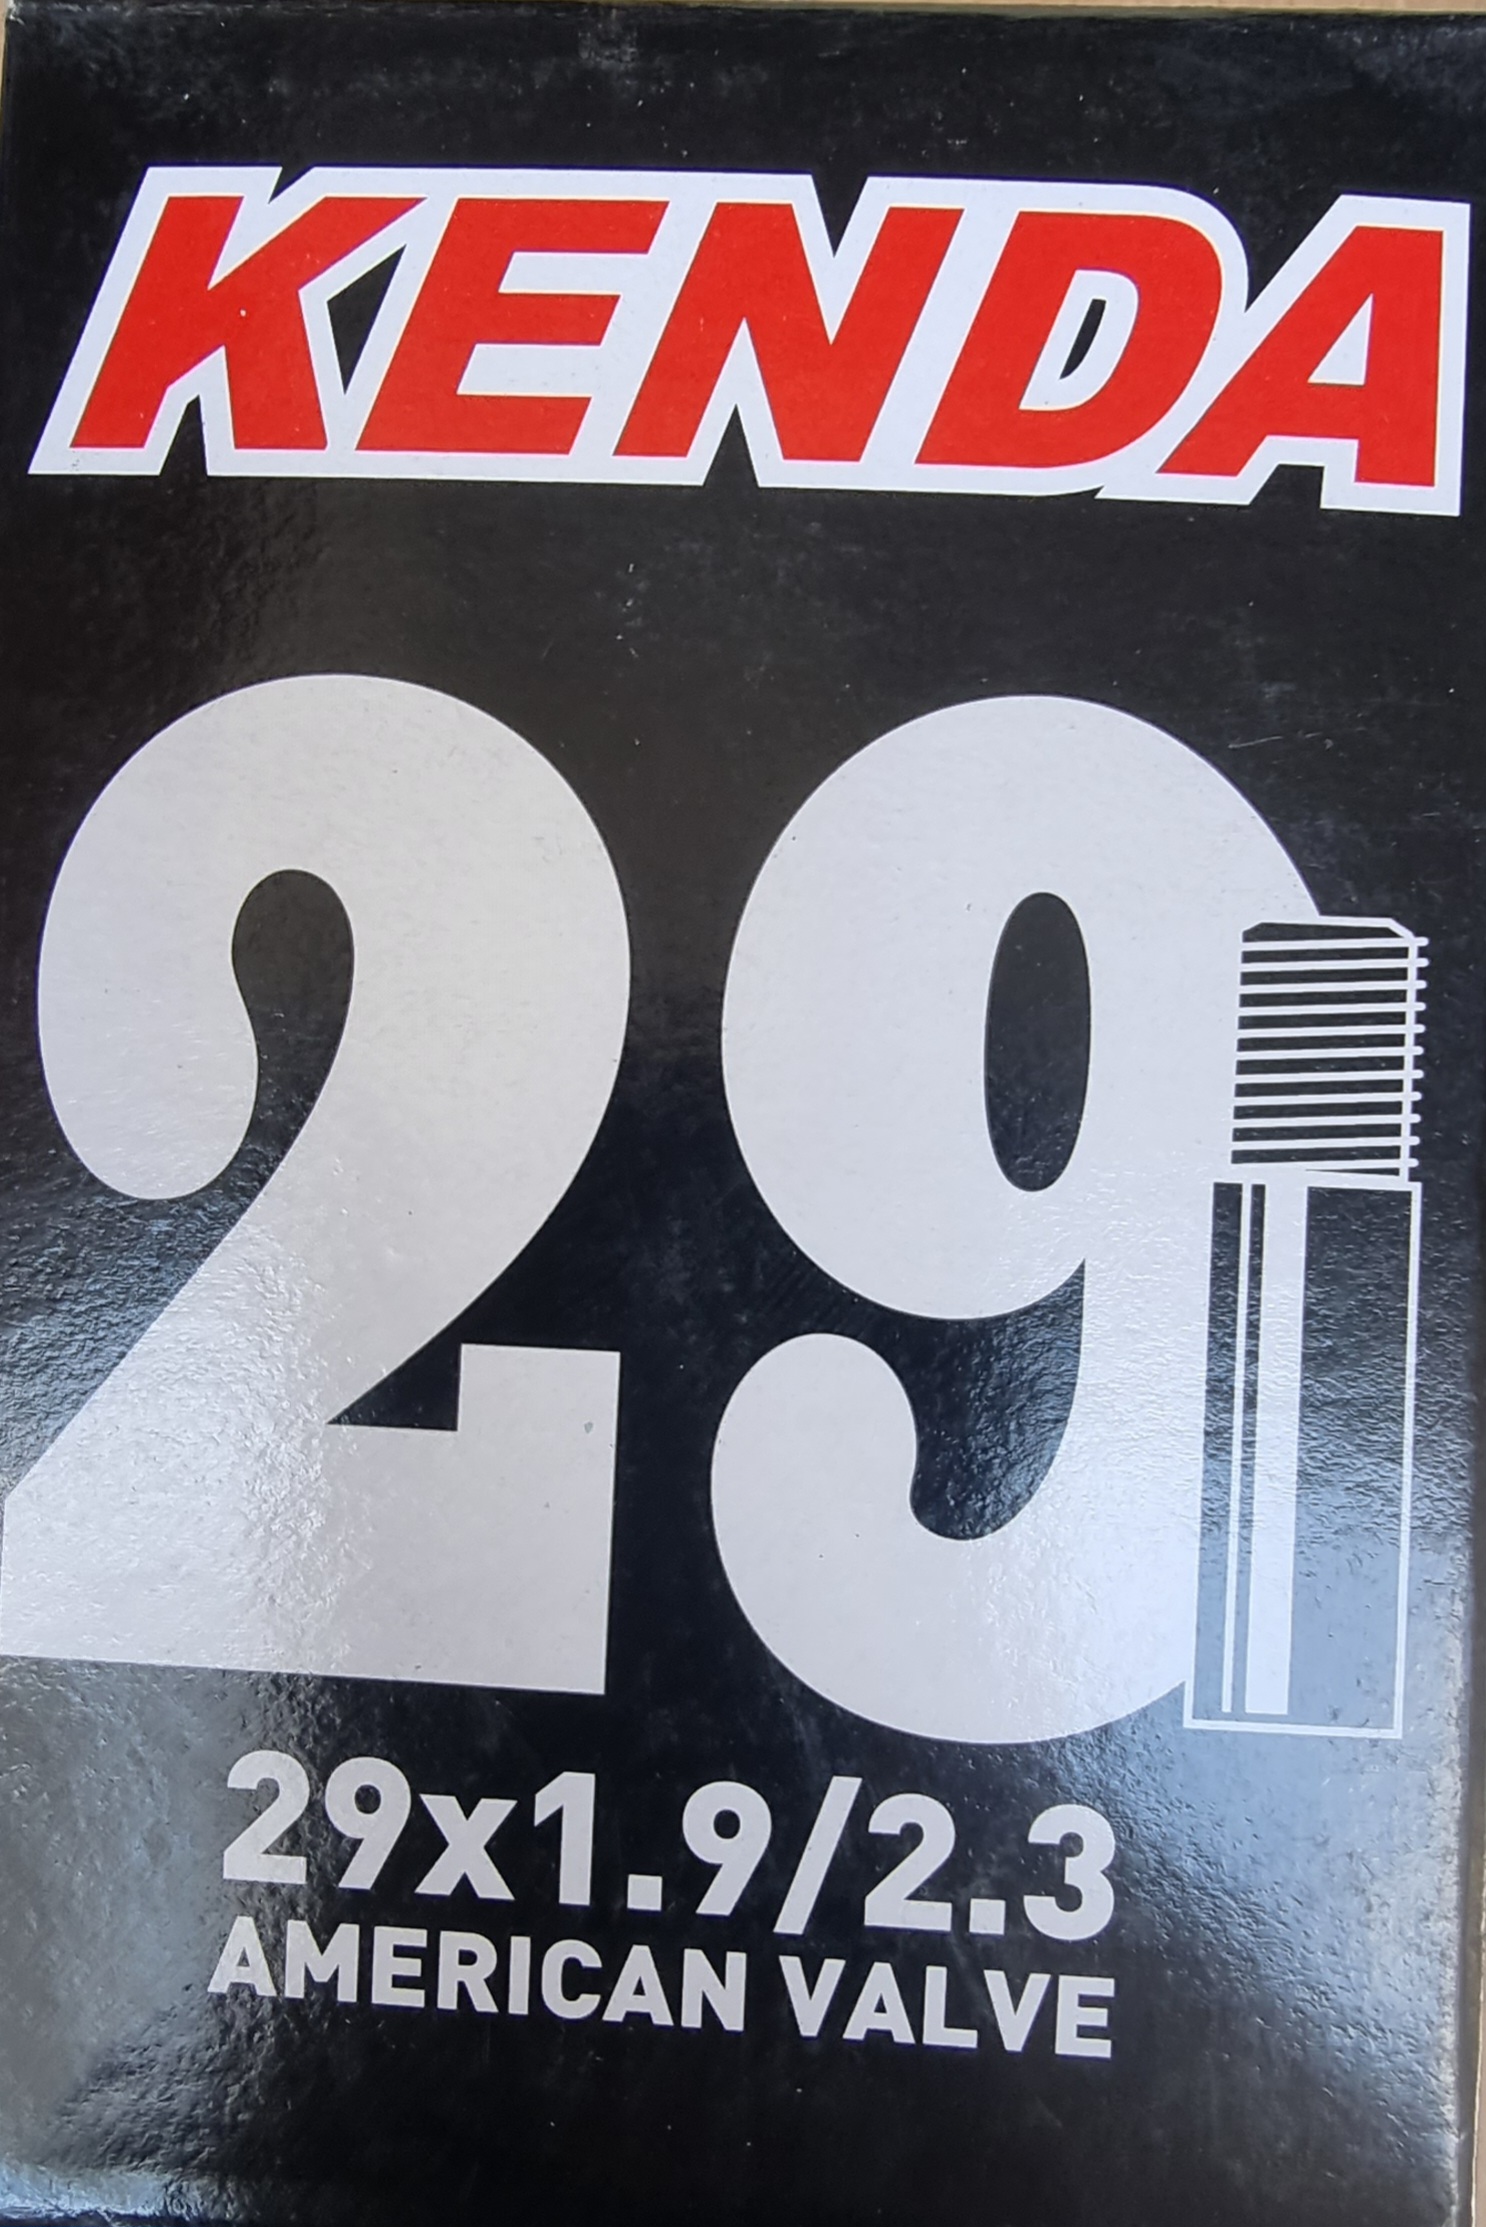 KENDA
29
29x1.9/2.3
AMERICAN VALVE